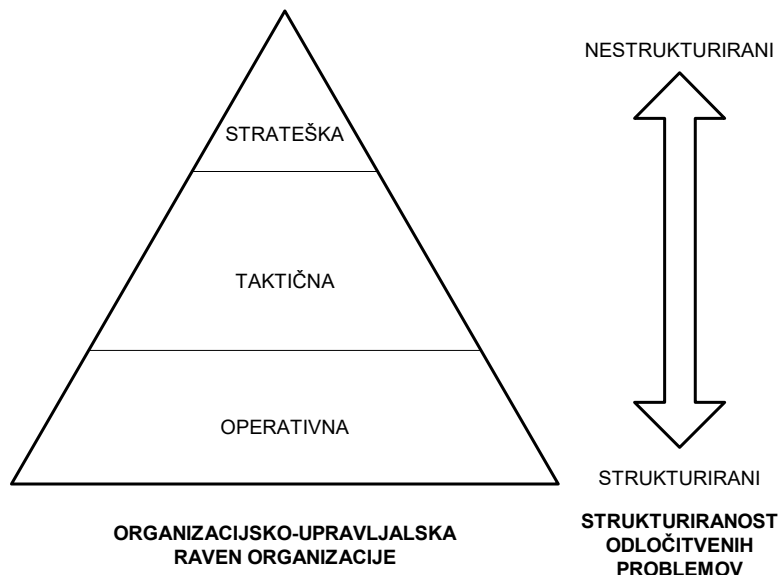 NESTRUKTURIRANI
STRATEŠKA
TAKTIČNA
OPERATIVNA
STRUKTURIRANI
ORGANIZACIJSKO-UPRAVLJALSKA
RAVEN ORGANIZACIJE
STRUKTURIRANOST
ODLOČITVENIH
PROBLEMOV